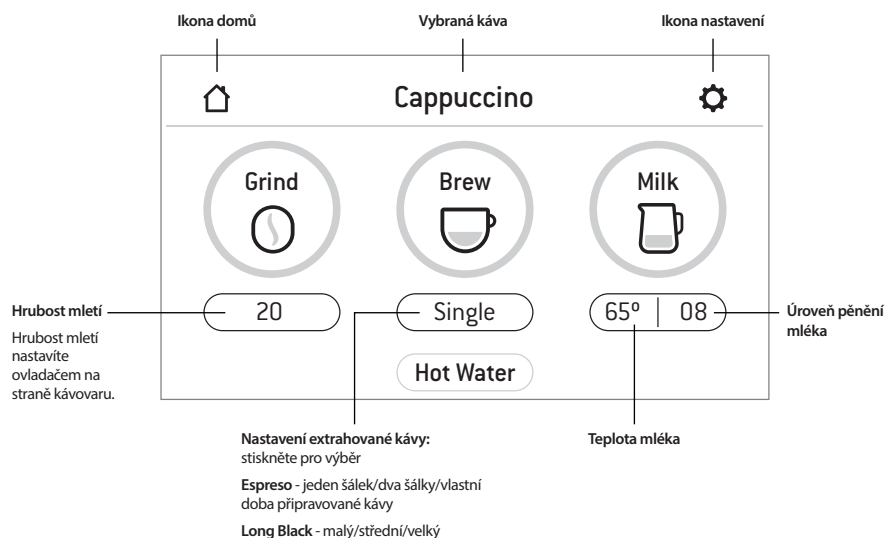 Ikona domů
Vybraná káva
Ikona nastavení
Cappuccino
Grind
Brew
Milk
20
Single
65º | 08
Hot Water
Hrubost mletí
Hrubost mletí
nastavíte
ovladačem na
straně kávovaru.
Úroveň pěnění
mléka
Nastavení extrahované kávy:
stiskněte pro výběr
Espreso - jeden šálek/dva šálky/vlastní
doba připravované kávy
Long Black - malý/střední/velký
Teplota mléka